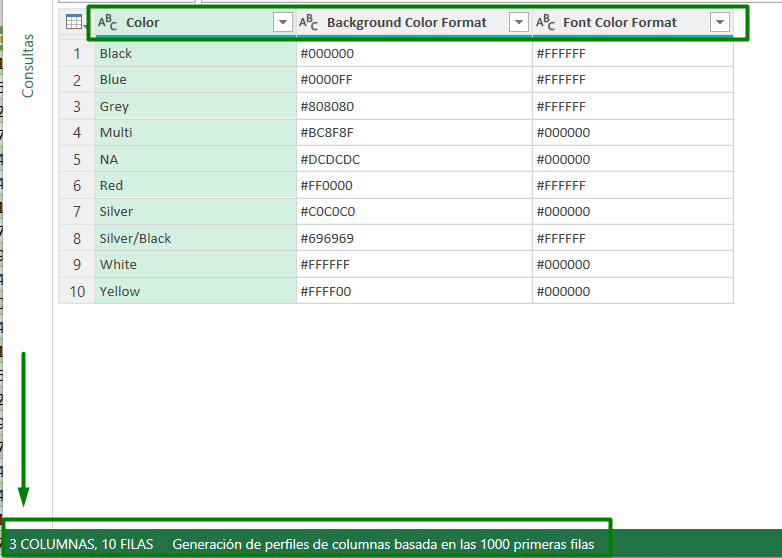 Consultas
ABC Color ABC Background Color Format ABC Font Color Format
1 Black #000000 #FFFFFF
2 Blue #0000FF #FFFFFF
3 Grey #808080 #FFFFFF
4 Multi #BC8F8F #000000
5 NA #DCDCDC #000000
6 Red #FF0000 #FFFFFF
7 Silver #C0C0C0 #000000
8 Silver/Black #696969 #FFFFFF
9 White #FFFFFF #000000
10 Yellow #FFFF00 #000000
3 COLUMNAS, 10 FILAS Generación de perfiles de columnas basada en las 1000 primeras filas